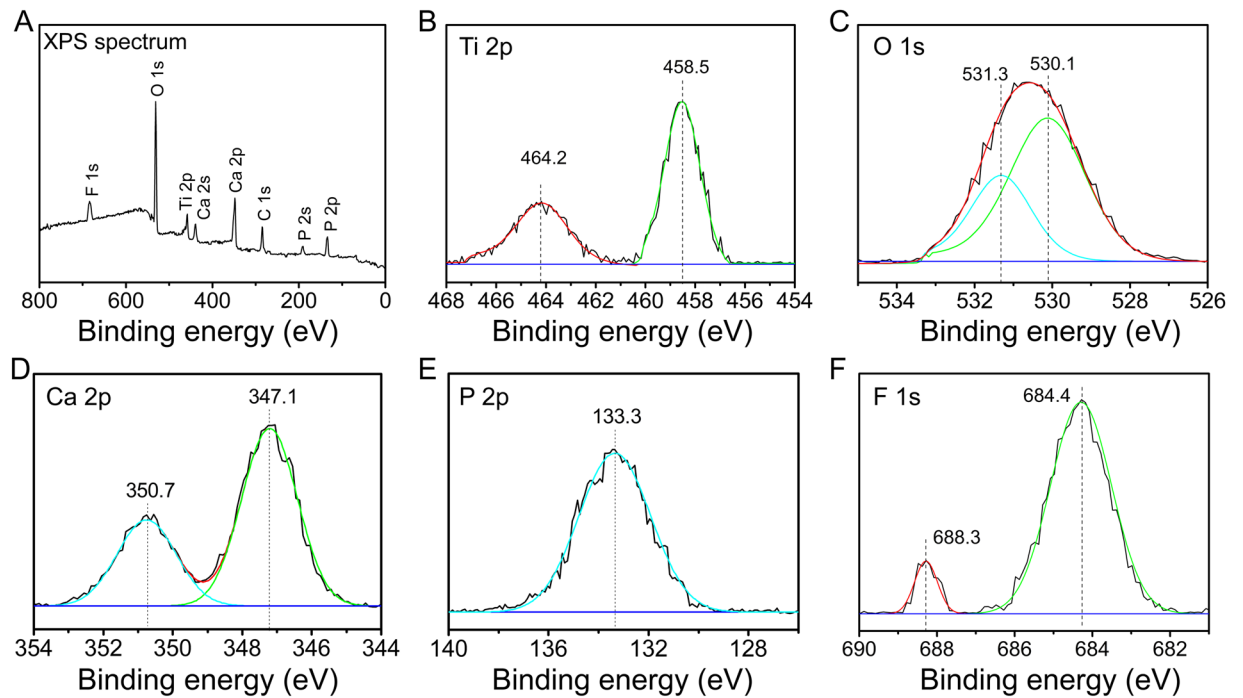 A
XPS spectrum
F 1s
O 1s
Ti 2p
Ca 2s
Ca 2p
C 1s
P 2s
P 2p
800 600 400 200 0
Binding energy (eV)
B
Ti 2p
464.2
458.5
468 466 464 462 460 458 456 454
Binding energy (eV)
C
O 1s
531.3
530.1
534 532 530 528 526
Binding energy (eV)
D
Ca 2p
350.7
347.1
354 352 350 348 346 344
Binding energy (eV)
E
P 2p
133.3
140 136 132 128
Binding energy (eV)
F
F 1s
688.3
684.4
690 688 686 684 682
Binding energy (eV)